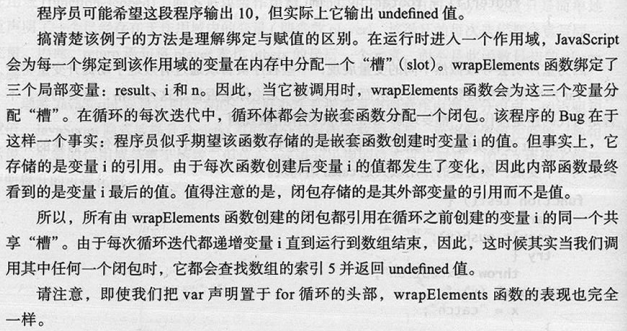 程序员可能希望这段程序输出 10，但实际上它输出 undefined 值。
搞清楚该例子的方法是理解绑定与赋值的区别。在运行时进入一个作用域，JavaScript
会为每一个绑定到该作用域的变量在内存中分配一个“槽”（slot）。wrapElements 函数绑定了
三个局部变量：result、i 和 n。因此，当它被调用时，wrapElements 函数会为这三个变量分
配“槽”。在循环的每次迭代中，循环体都会为嵌套函数分配一个闭包。该程序的 Bug 在于
这样一个事实：程序员似乎期望该函数存储的是嵌套函数创建时变量 i 的值。但事实上，它
存储的是变量 i 的引用。由于每次函数创建后变量 i 的值都发生了变化，因此内部函数最终
看到的是变量 i 最后的值。值得注意的是，闭包存储的是其外部变量的引用而不是值。
所以，所有由 wrapElements 函数创建的闭包都引用在循环之前创建的变量 i 的同一个共
享“槽”。由于每次循环迭代都递增变量 i 直到运行到数组结束，因此，这时候其实当我们调
用其中任何一个闭包时，它都会查找数组的索引 5 并返回 undefined 值。
请注意，即使我们把 var 声明置于 for 循环的头部，wrapElements 函数的表现也完全
一样。